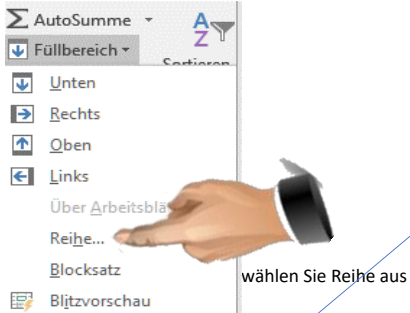 AutoSumme
Füllbereich
A
Z
Sortieren
Unten
Rechts
Oben
Links
Über Arbeitsblä
Reihe...
Blocksatz
wählen Sie Reihe aus
Blitzvorschau